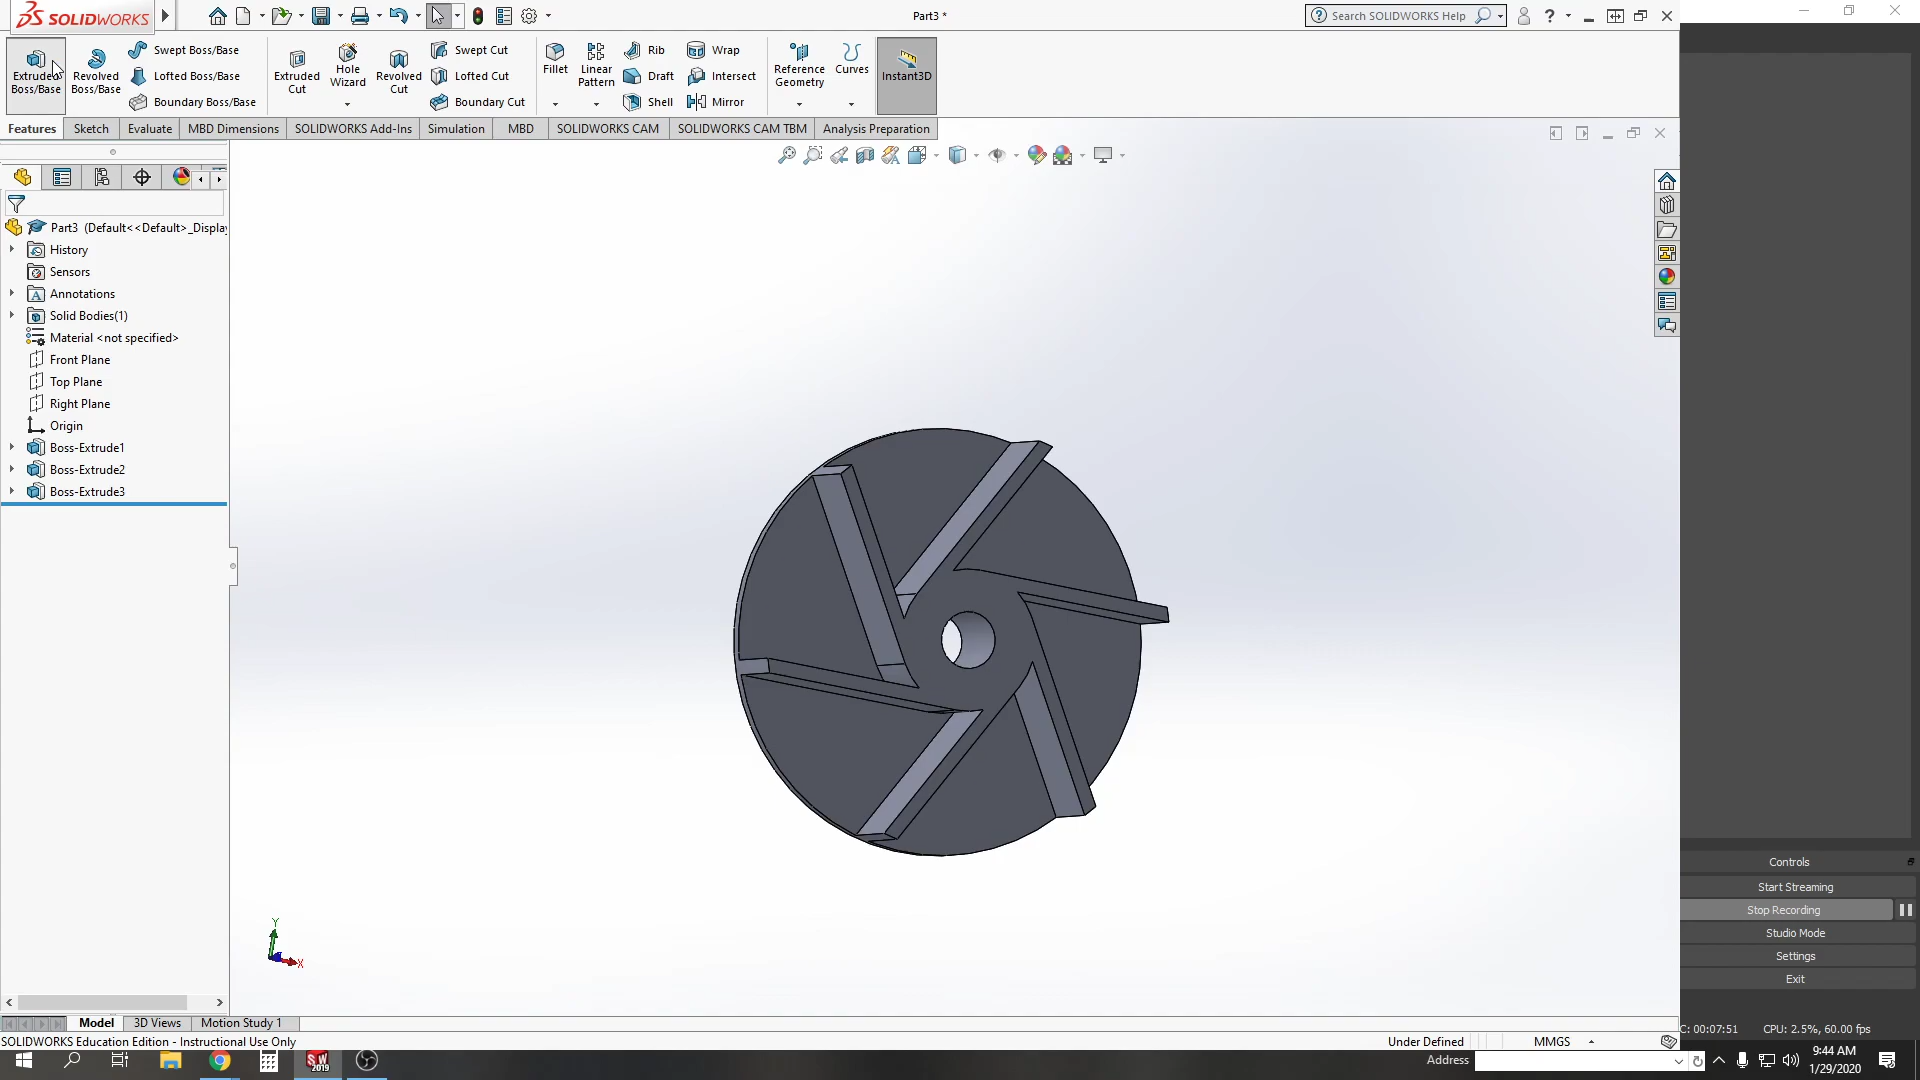 SOLIDWORKS
Part3 *
Search SOLIDWORKS Help
Extruded Boss/Base
Revolved Boss/Base
Swept Boss/Base
Lofted Boss/Base
Boundary Boss/Base
Extruded Cut
Hole Wizard
Revolved Cut
Swept Cut
Lofted Cut
Boundary Cut
Fillet
Linear Pattern
Rib
Draft
Shell
Wrap
Intersect
Mirror
Reference Geometry
Curves
Instant3D
Features
Sketch
Evaluate
MBD Dimensions
SOLIDWORKS Add-Ins
Simulation
MBD
SOLIDWORKS CAM
SOLIDWORKS CAM TBM
Analysis Preparation
Part3 (Default<<Default>_Displa
History
Sensors
Annotations
Solid Bodies(1)
Material <not specified>
Front Plane
Top Plane
Right Plane
Origin
Boss-Extrude1
Boss-Extrude2
Boss-Extrude3
Y
X
Controls
Start Streaming
Stop Recording
Studio Mode
Settings
Exit
Model
3D Views
Motion Study 1
C: 00:07:51
CPU: 2.5%, 60.00 fps
SOLIDWORKS Education Edition - Instructional Use Only
Under Defined
MMGS
SW 2019
Address
9:44 AM
1/29/2020